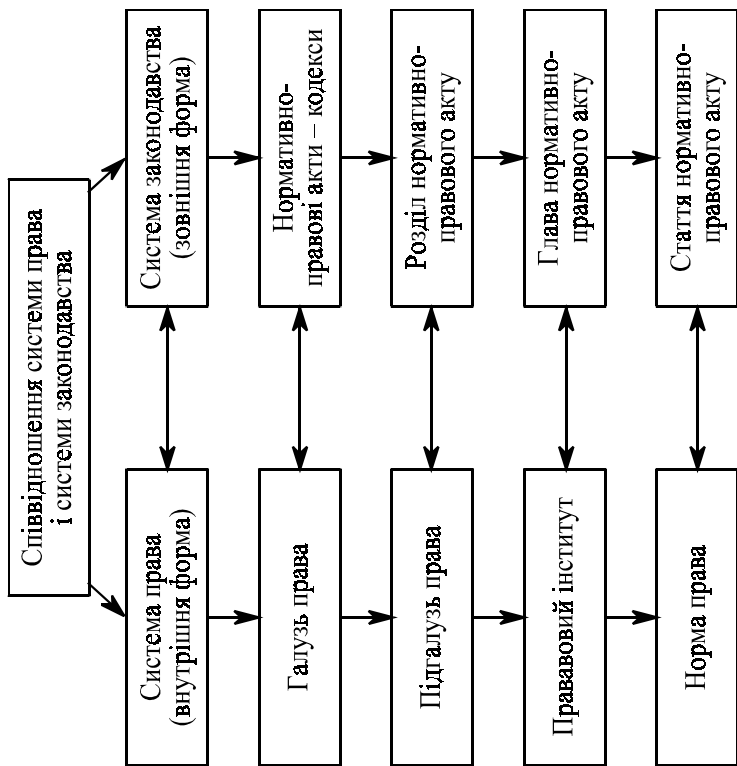 Співвідношення системи права
і системи законодавства
Система права
(внутрішня форма)
Система законодавства
(зовнішня форма)
Галузь права
Нормативно-
правові акти – кодекси
Підгалузь права
Розділ нормативно-
правового акту
Прававовий інститут
Глава нормативно-
правового акту
Норма права
Стаття нормативно-
правового акту